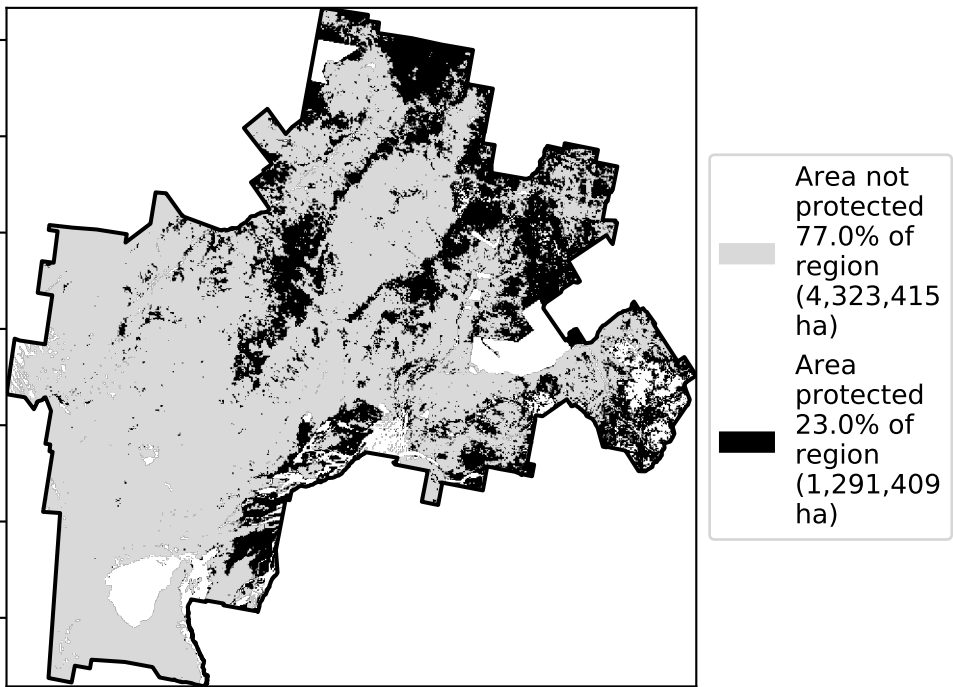 Area not
protected
77.0% of
region
(4,323,415
ha)
Area
protected
23.0% of
region
(1,291,409
ha)